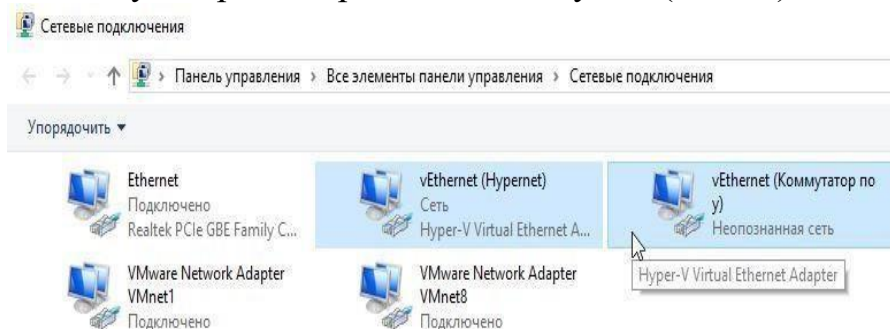 Сетевые подключения
Панель управления › Все элементы панели управления › Сетевые подключения
Упорядочить
Ethernet
Подключено
Realtek PCIe GBE Family C...
vEthernet (Hypernet)
Сеть
Hyper-V Virtual Ethernet A...
vEthernet (Коммутатор по
у)
Неопознанная сеть
Hyper-V Virtual Ethernet Adapter
VMware Network Adapter
VMnet1
Подключено
VMware Network Adapter
VMnet8
Подключено